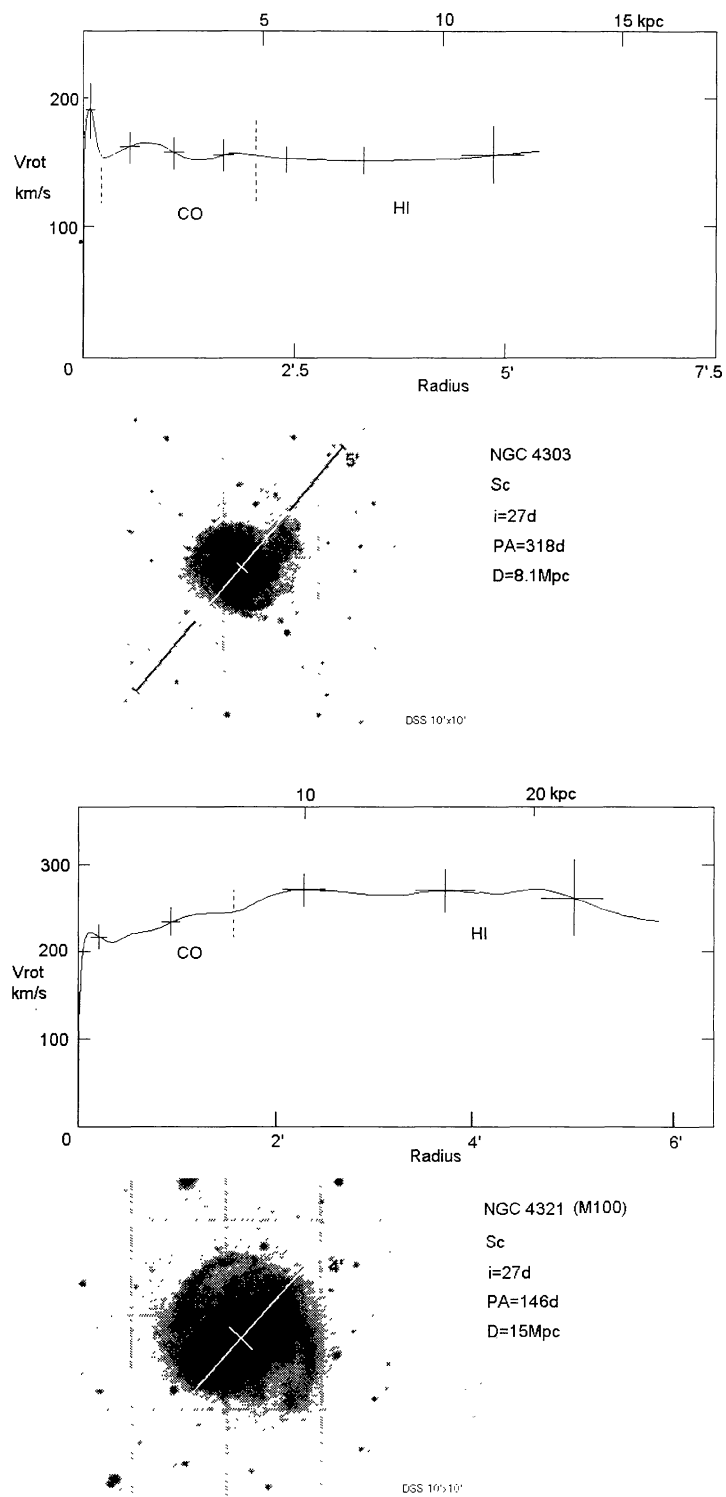 5 10 15 kpc
200
Vrot
km/s
CO HI
100
0 2'.5 5' 7'.5
Radius
5'
NGC 4303
Sc
i=27d
PA=318d
D=8.1Mpc
DSS 10'x10'
10 20 kpc
300
200
CO HI
Vrot
km/s
100
0 2' 4' 6'
Radius
4'
NGC 4321 (M100)
Sc
i=27d
PA=146d
D=15Mpc
DSS 10'x10'